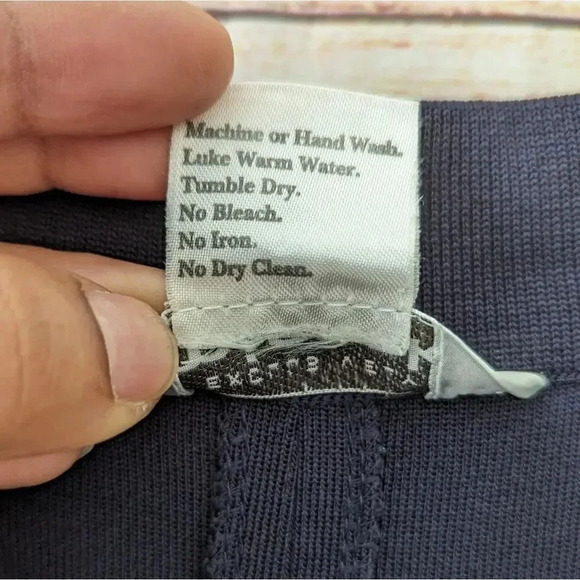 Machine or Hand Wash.
Luke Warm Water.
Tumble Dry.
No Bleach.
No Iron.
No Dry Clean.